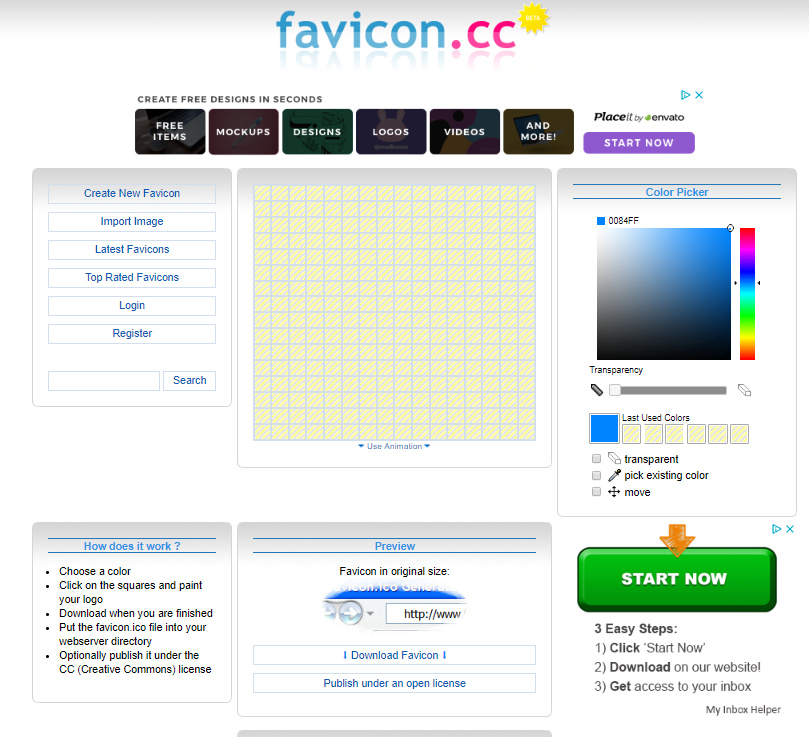 favicon.cc
BETA
CREATE FREE DESIGNS IN SECONDS
FREE
ITEMS
MOCKUPS
DESIGNS
LOGOS
VIDEOS
AND
MORE!
Placeit by envato
START NOW
Create New Favicon
Import Image
Latest Favicons
Top Rated Favicons
Login
Register
Search
Use Animation
Color Picker
0084FF
Transparency
Last Used Colors
transparent
pick existing color
move
How does it work ?
Choose a color
Click on the squares and paint
your logo
Download when you are finished
Put the favicon.ico file into your
webserver directory
Optionally publish it under the
CC (Creative Commons) license
Preview
Favicon in original size:
http://www
Download Favicon
Publish under an open license
START NOW
3 Easy Steps:
1) Click 'Start Now'
2) Download on our website!
3) Get access to your inbox
My Inbox Helper